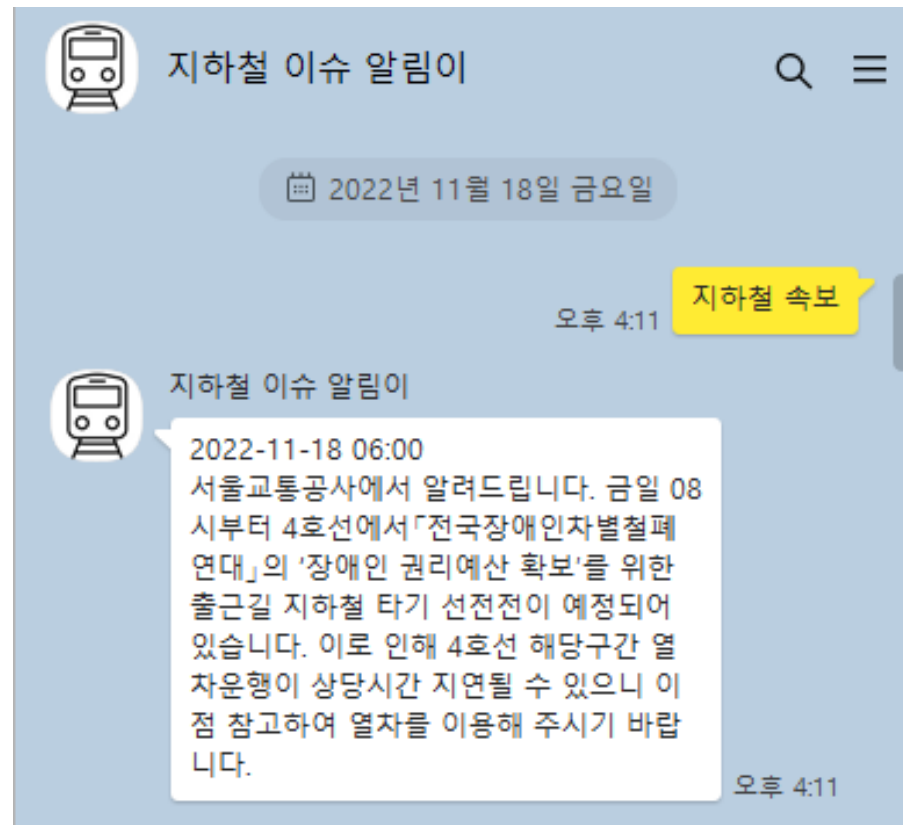 지하철 이슈 알림이
2022년 11월 18일 금요일
지하철 속보
오후 4:11
지하철 이슈 알림이
2022-11-18 06:00
서울교통공사에서 알려드립니다. 금일 08
시부터 4호선에서「전국장애인차별철폐
연대」의 '장애인 권리예산 확보'를 위한
출근길 지하철 타기 선전전이 예정되어
있습니다. 이로 인해 4호선 해당구간 열
차운행이 상당시간 지연될 수 있으니 이
점 참고하여 열차를 이용해 주시기 바랍
니다.
오후 4:11